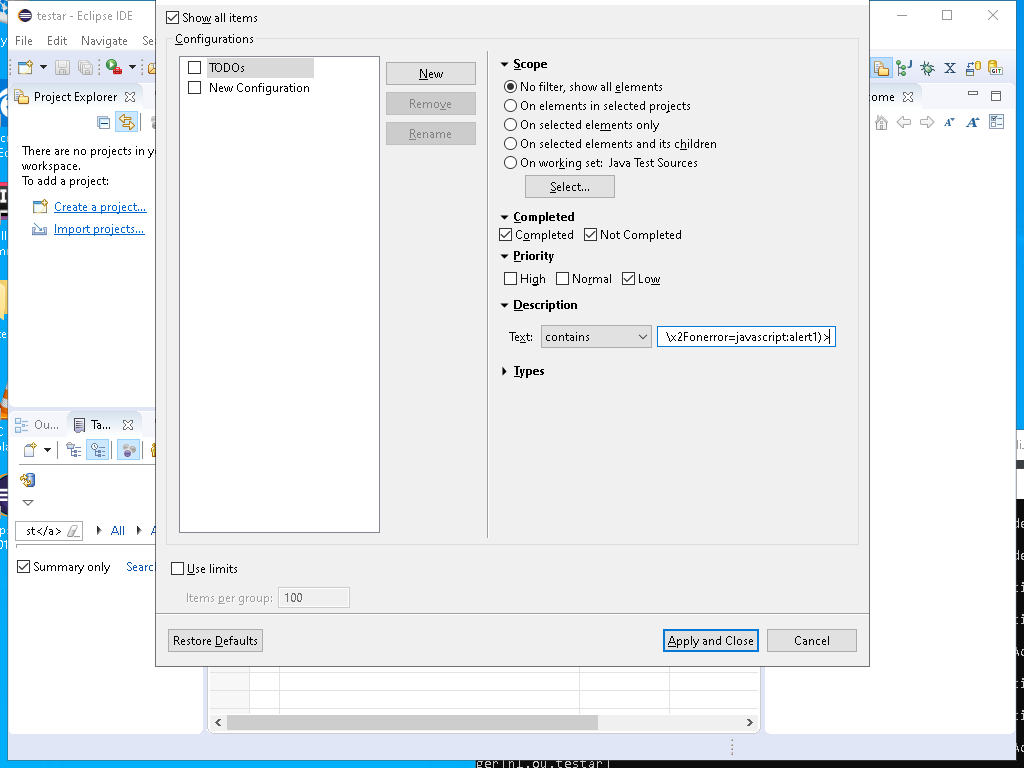 testar - Eclipse IDE
File Edit Navigate Se
Project Explorer
There are no projects in y
workspace.
To add a project:
Create a project...
Import projects...
Ou...
Ta...
st</a>
All
Summary only
Searc
Show all items
Configurations
TODOs
New Configuration
New
Remove
Rename
Scope
No filter, show all elements
On elements in selected projects
On selected elements only
On selected elements and its children
On working set: Java Test Sources
Select...
Completed
Completed Not Completed
Priority
High Normal Low
Description
Text: contains \x2Fonerror=javascript:alert1)>
Types
Use limits
Items per group: 100
Restore Defaults
Apply and Close
Cancel
ome
GIT
ger[nl.ou.testar]